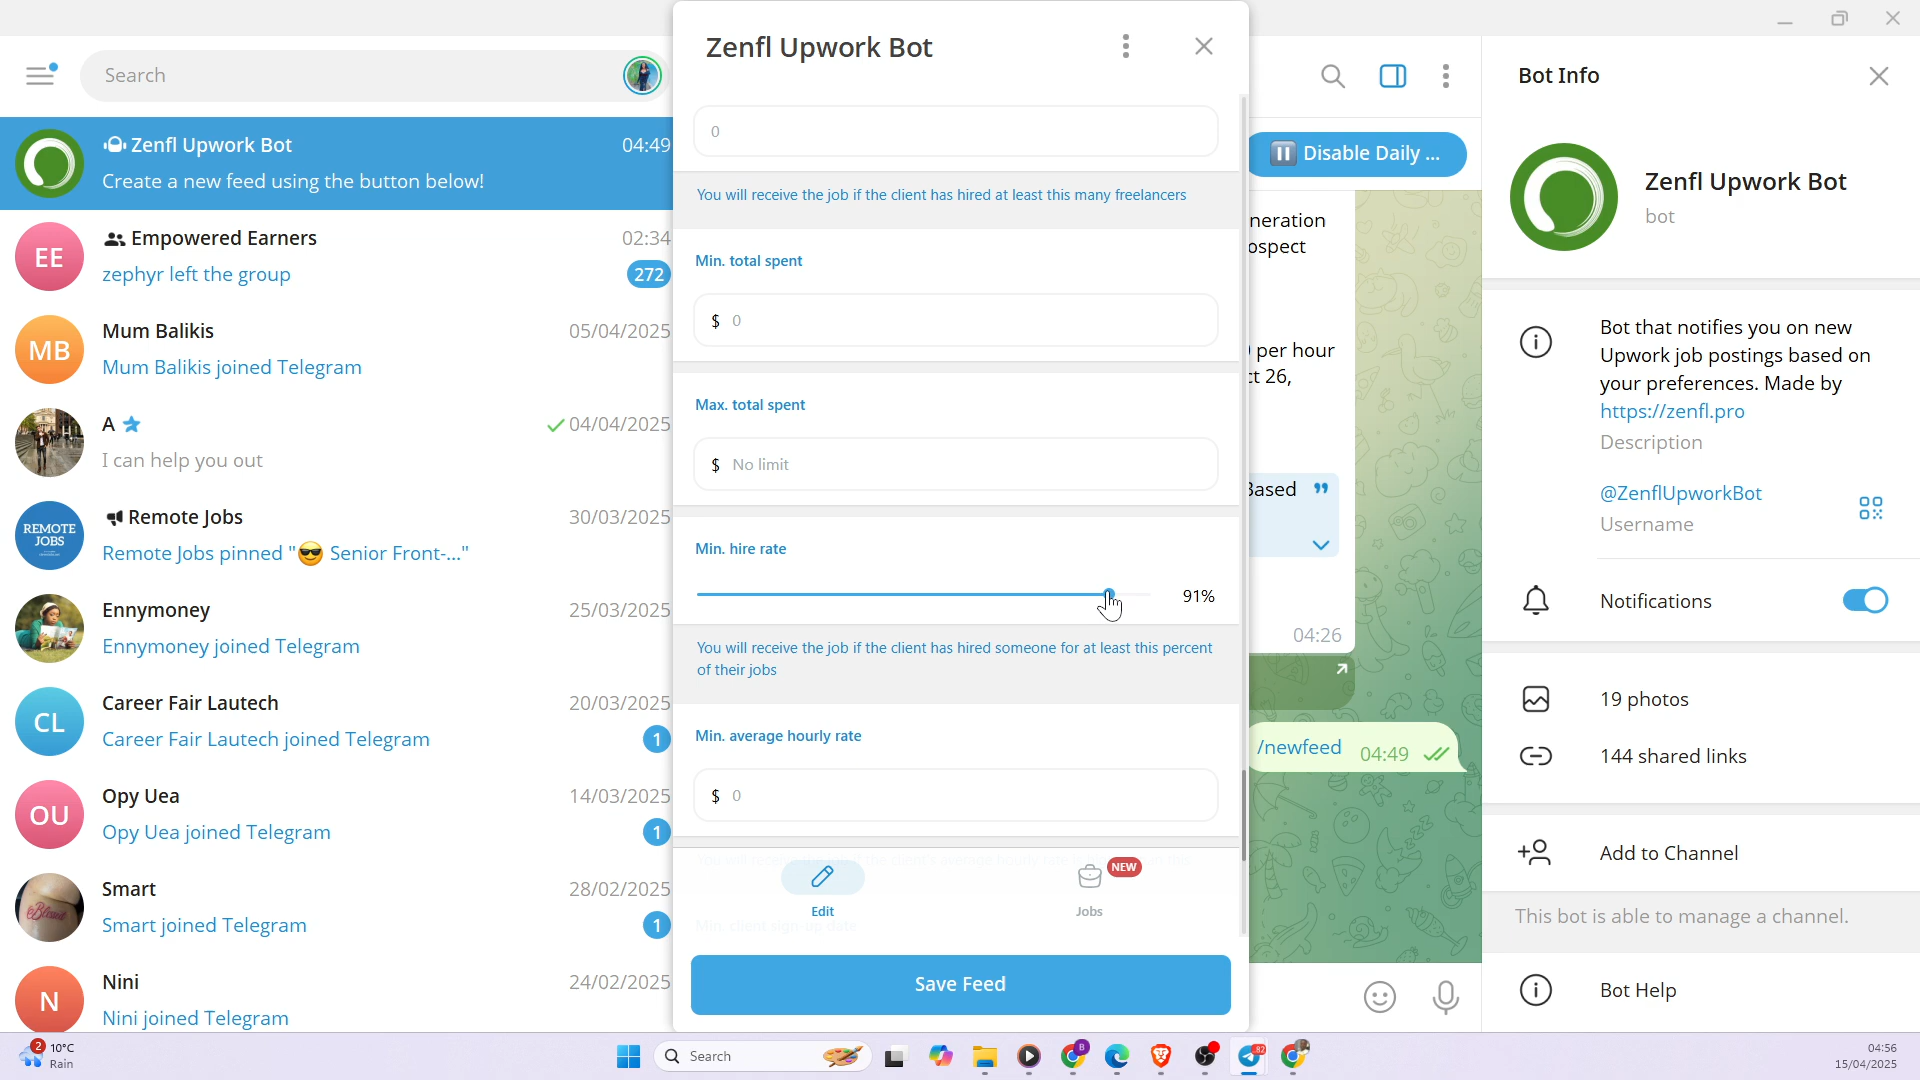 Search
Zenfl Upwork Bot
04:49
Create a new feed using the button below!
EE
Empowered Earners
02:34
zephyr left the group
272
MB
Mum Balikis
05/04/2025
Mum Balikis joined Telegram
A
04/04/2025
I can help you out
REMOTE
JOBS
Remote Jobs
30/03/2025
Remote Jobs pinned "😎 Senior Front-..."
Ennymoney
25/03/2025
Ennymoney joined Telegram
CL
Career Fair Lautech
20/03/2025
Career Fair Lautech joined Telegram
1
OU
Opy Uea
14/03/2025
Opy Uea joined Telegram
1
Smart
28/02/2025
Smart joined Telegram
1
N
Nini
24/02/2025
Nini joined Telegram
Zenfl Upwork Bot
0
You will receive the job if the client has hired at least this many freelancers
Min. total spent
$ 0
Max. total spent
$ No limit
Min. hire rate
91%
You will receive the job if the client has hired someone for at least this percent
of their jobs
Min. average hourly rate
$ 0
Min. client sign-up date
Edit
Jobs
NEW
Save Feed
Disable Daily ...
neration
ospect
per hour
ct 26,
Based
04:26
/newfeed 04:49
Bot Info
Zenfl Upwork Bot
bot
Bot that notifies you on new
Upwork job postings based on
your preferences. Made by
https://zenfl.pro
Description
@ZenflUpworkBot
Username
Notifications
19 photos
144 shared links
Add to Channel
This bot is able to manage a channel.
Bot Help
2
10°C
Rain
Search
B
82
04:56
15/04/2025